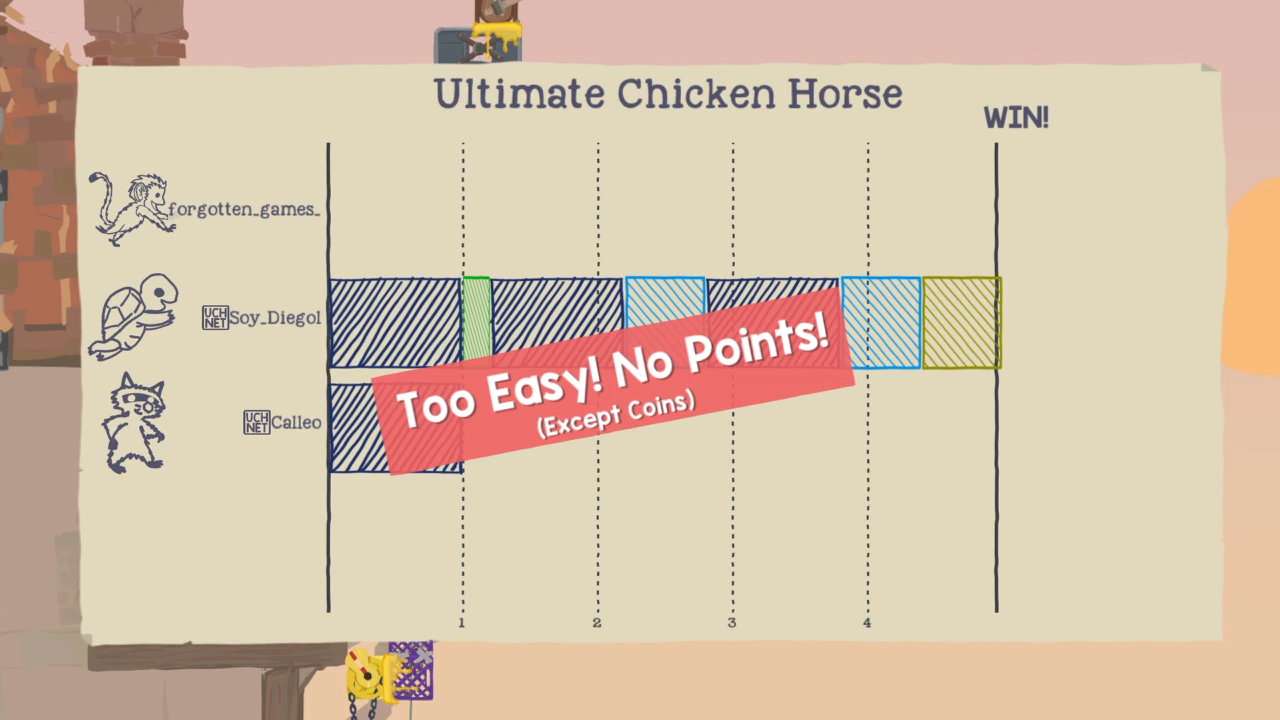 Ultimate Chicken Horse
WIN!
forgotten_games_
UCH NET Soy_Diegol
Too Easy! No Points!
(Except Coins)
UCH NET Calleo
1 2 3 4